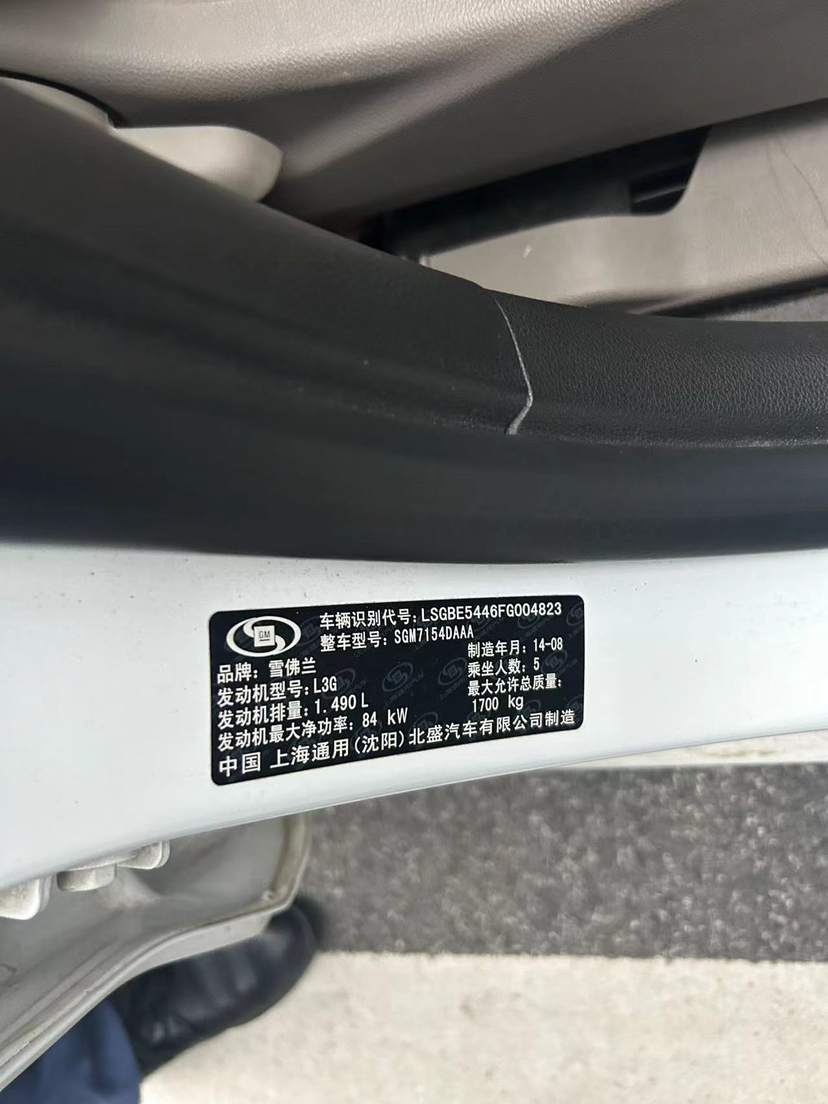 GM
车辆识别代号: LSGBE5446FG004823
整车型号: SGM7154DAAA
品牌: 雪佛兰
制造年月: 14-08
发动机型号: L3G
乘坐人数: 5
发动机排量: 1.490 L
最大允许总质量:
1700 kg
发动机最大净功率: 84 kW
中国 上海通用(沈阳)北盛汽车有限公司制造